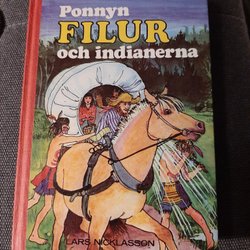 Ponnyn
FILUR
och indianerna
LARS NICKLASSON